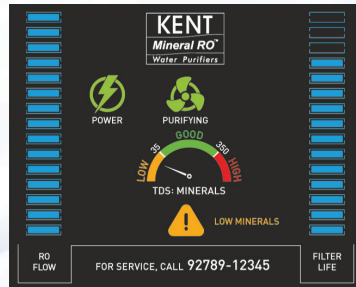 KENT
Mineral RO™
Water Purifiers
POWER
PURIFYING
LOW
35
GOOD
350
HIGH
TDS: MINERALS
LOW MINERALS
RO
FLOW
FOR SERVICE, CALL 92789-12345
FILTER
LIFE